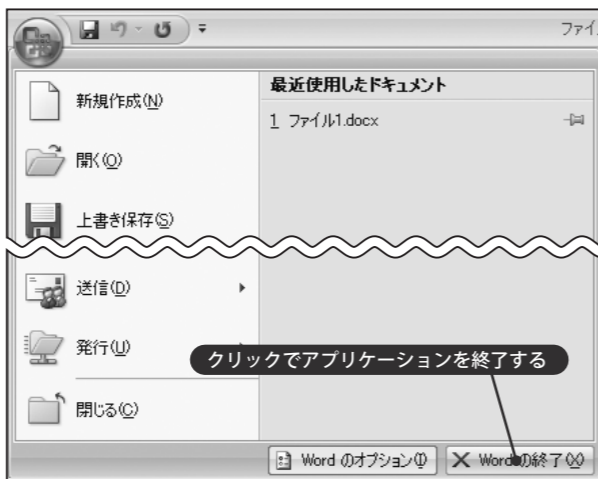 ファイル
新規作成(N)
開く(O)
上書き保存(S)
送信(D)
発行(U)
閉じる(C)
最近使用したドキュメント
1 ファイル1.docx
クリックでアプリケーションを終了する
Word のオプション(I)
Wordの終了(X)